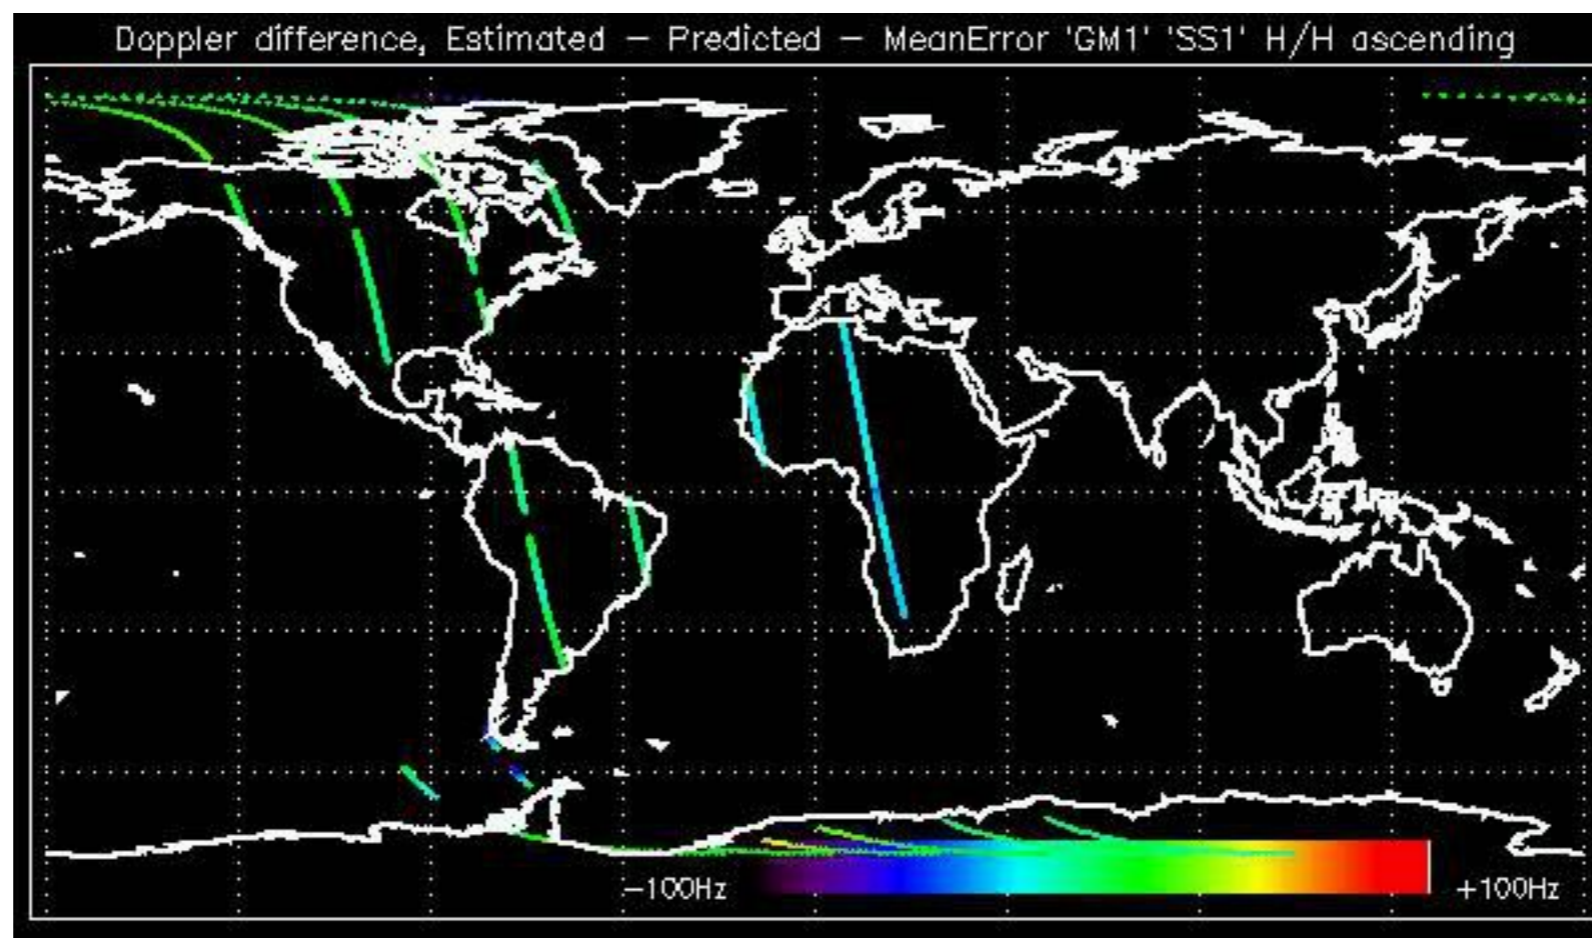 Doppler difference, Estimated – Predicted – MeanError 'GM1' 'SS1' H/H ascending
–100Hz
+100Hz